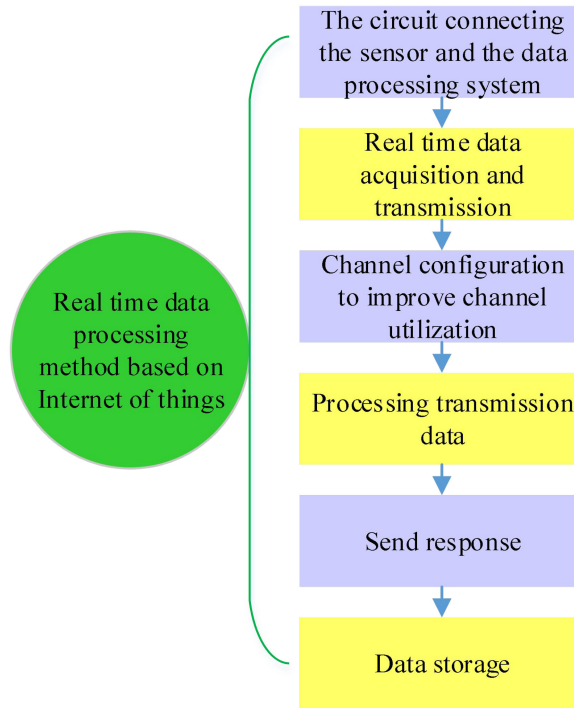 The circuit connecting
the sensor and the data
processing system
Real time data
acquisition and
transmission
Channel configuration
to improve channel
utilization
Processing transmission
data
Send response
Data storage
Real time data
processing
method based on
Internet of things